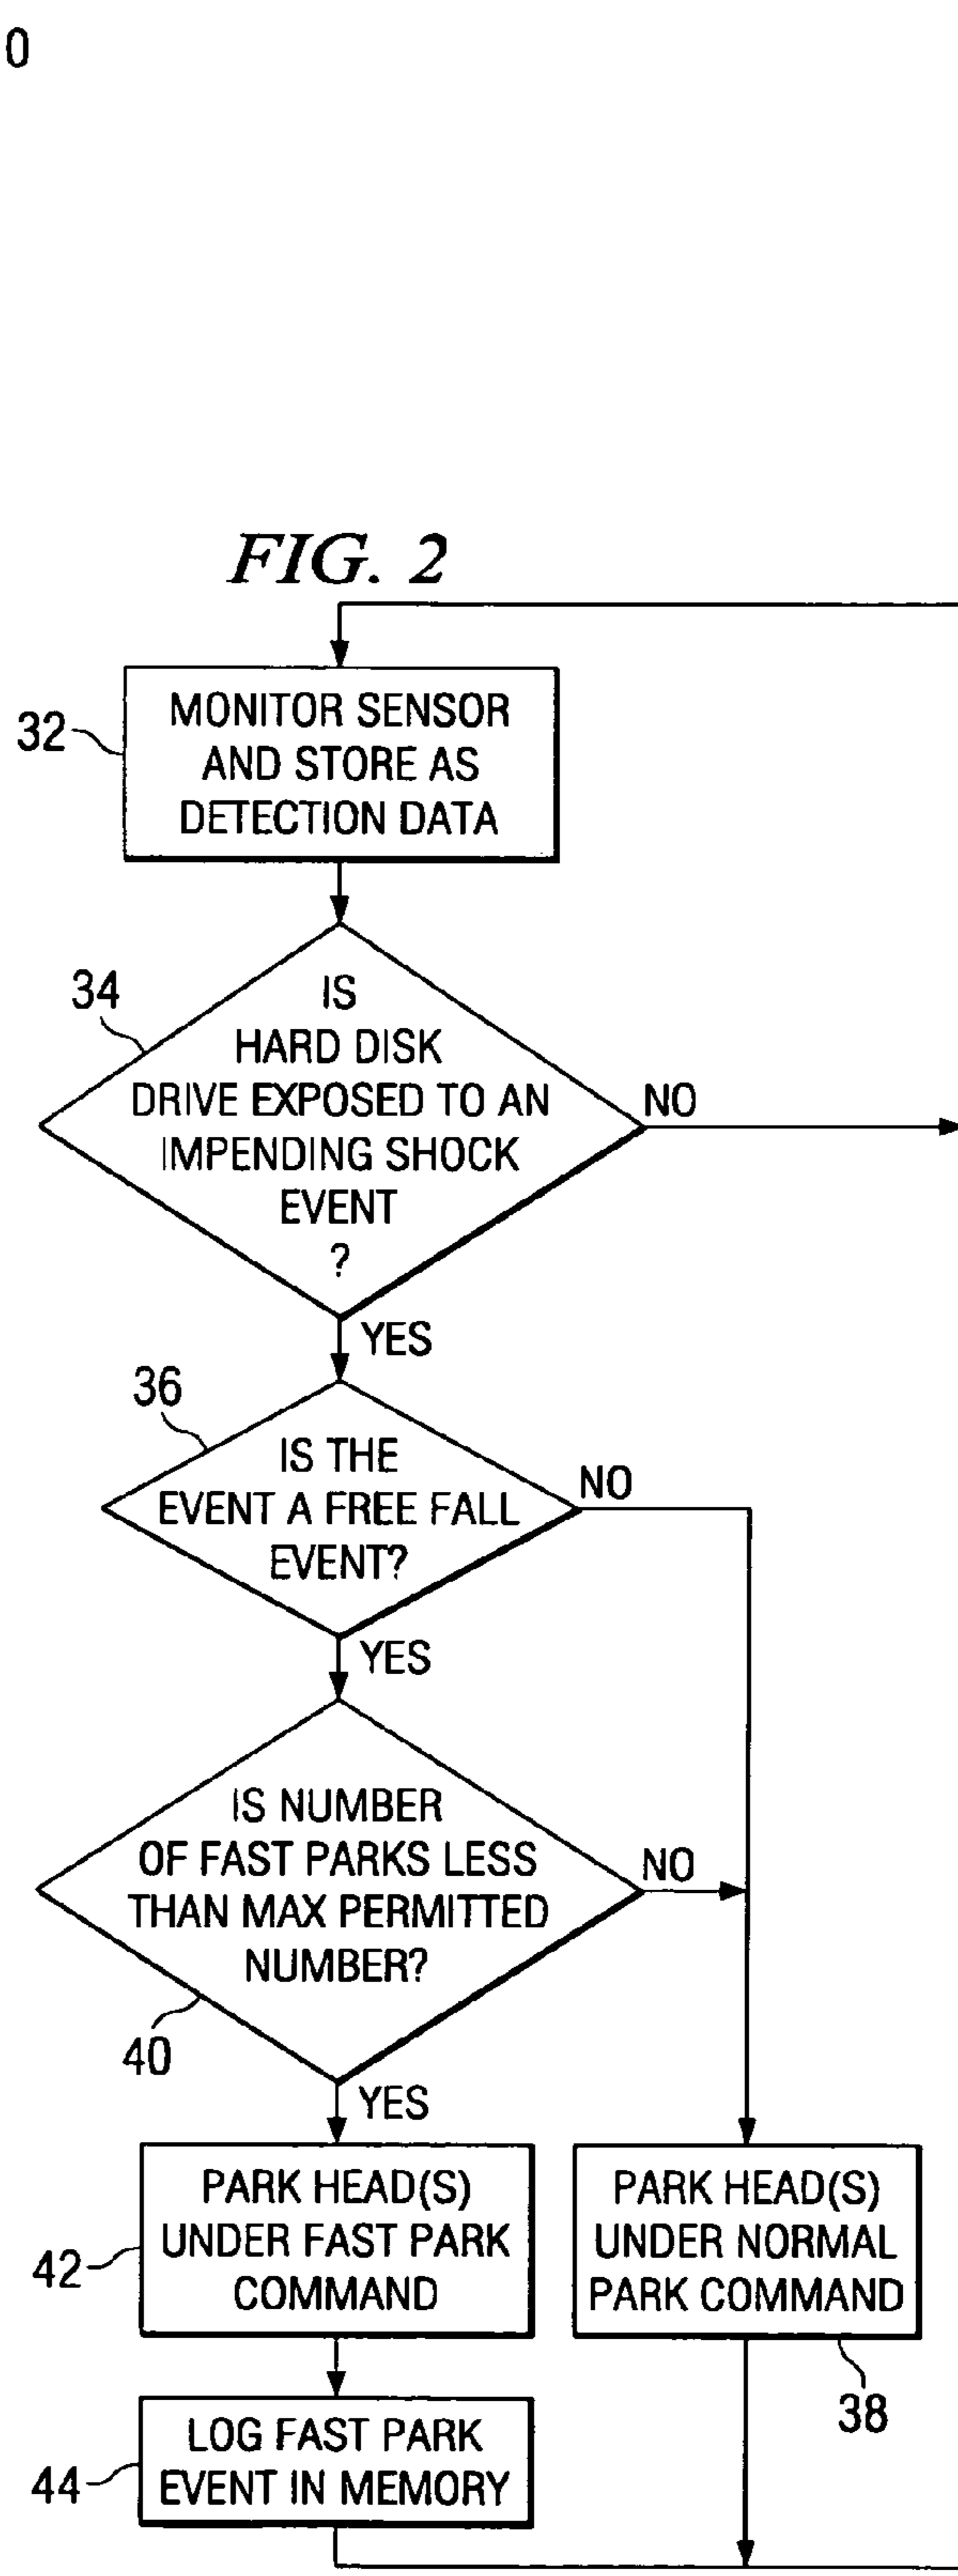 0
FIG. 2
32
MONITOR SENSOR
AND STORE AS
DETECTION DATA
34
IS
HARD DISK
DRIVE EXPOSED TO AN
IMPENDING SHOCK
EVENT
?
NO
YES
36
IS THE
EVENT A FREE FALL
EVENT?
NO
YES
IS NUMBER
OF FAST PARKS LESS
THAN MAX PERMITTED
NUMBER?
NO
40
YES
42
PARK HEAD(S)
UNDER FAST PARK
COMMAND
PARK HEAD(S)
UNDER NORMAL
PARK COMMAND
38
44
LOG FAST PARK
EVENT IN MEMORY